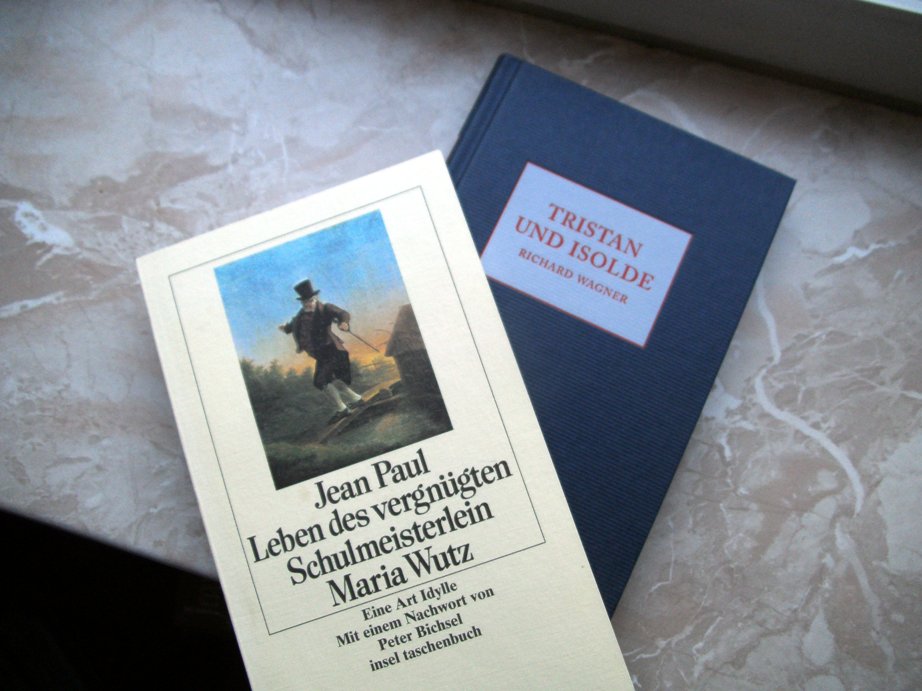 TRISTAN
UND ISOLDE
RICHARD WAGNER
Jean Paul
Leben des vergnügten
Schulmeisterlein
Maria Wutz
Eine Art Idylle
Mit einem Nachwort von
Peter Bichsel
insel taschenbuch